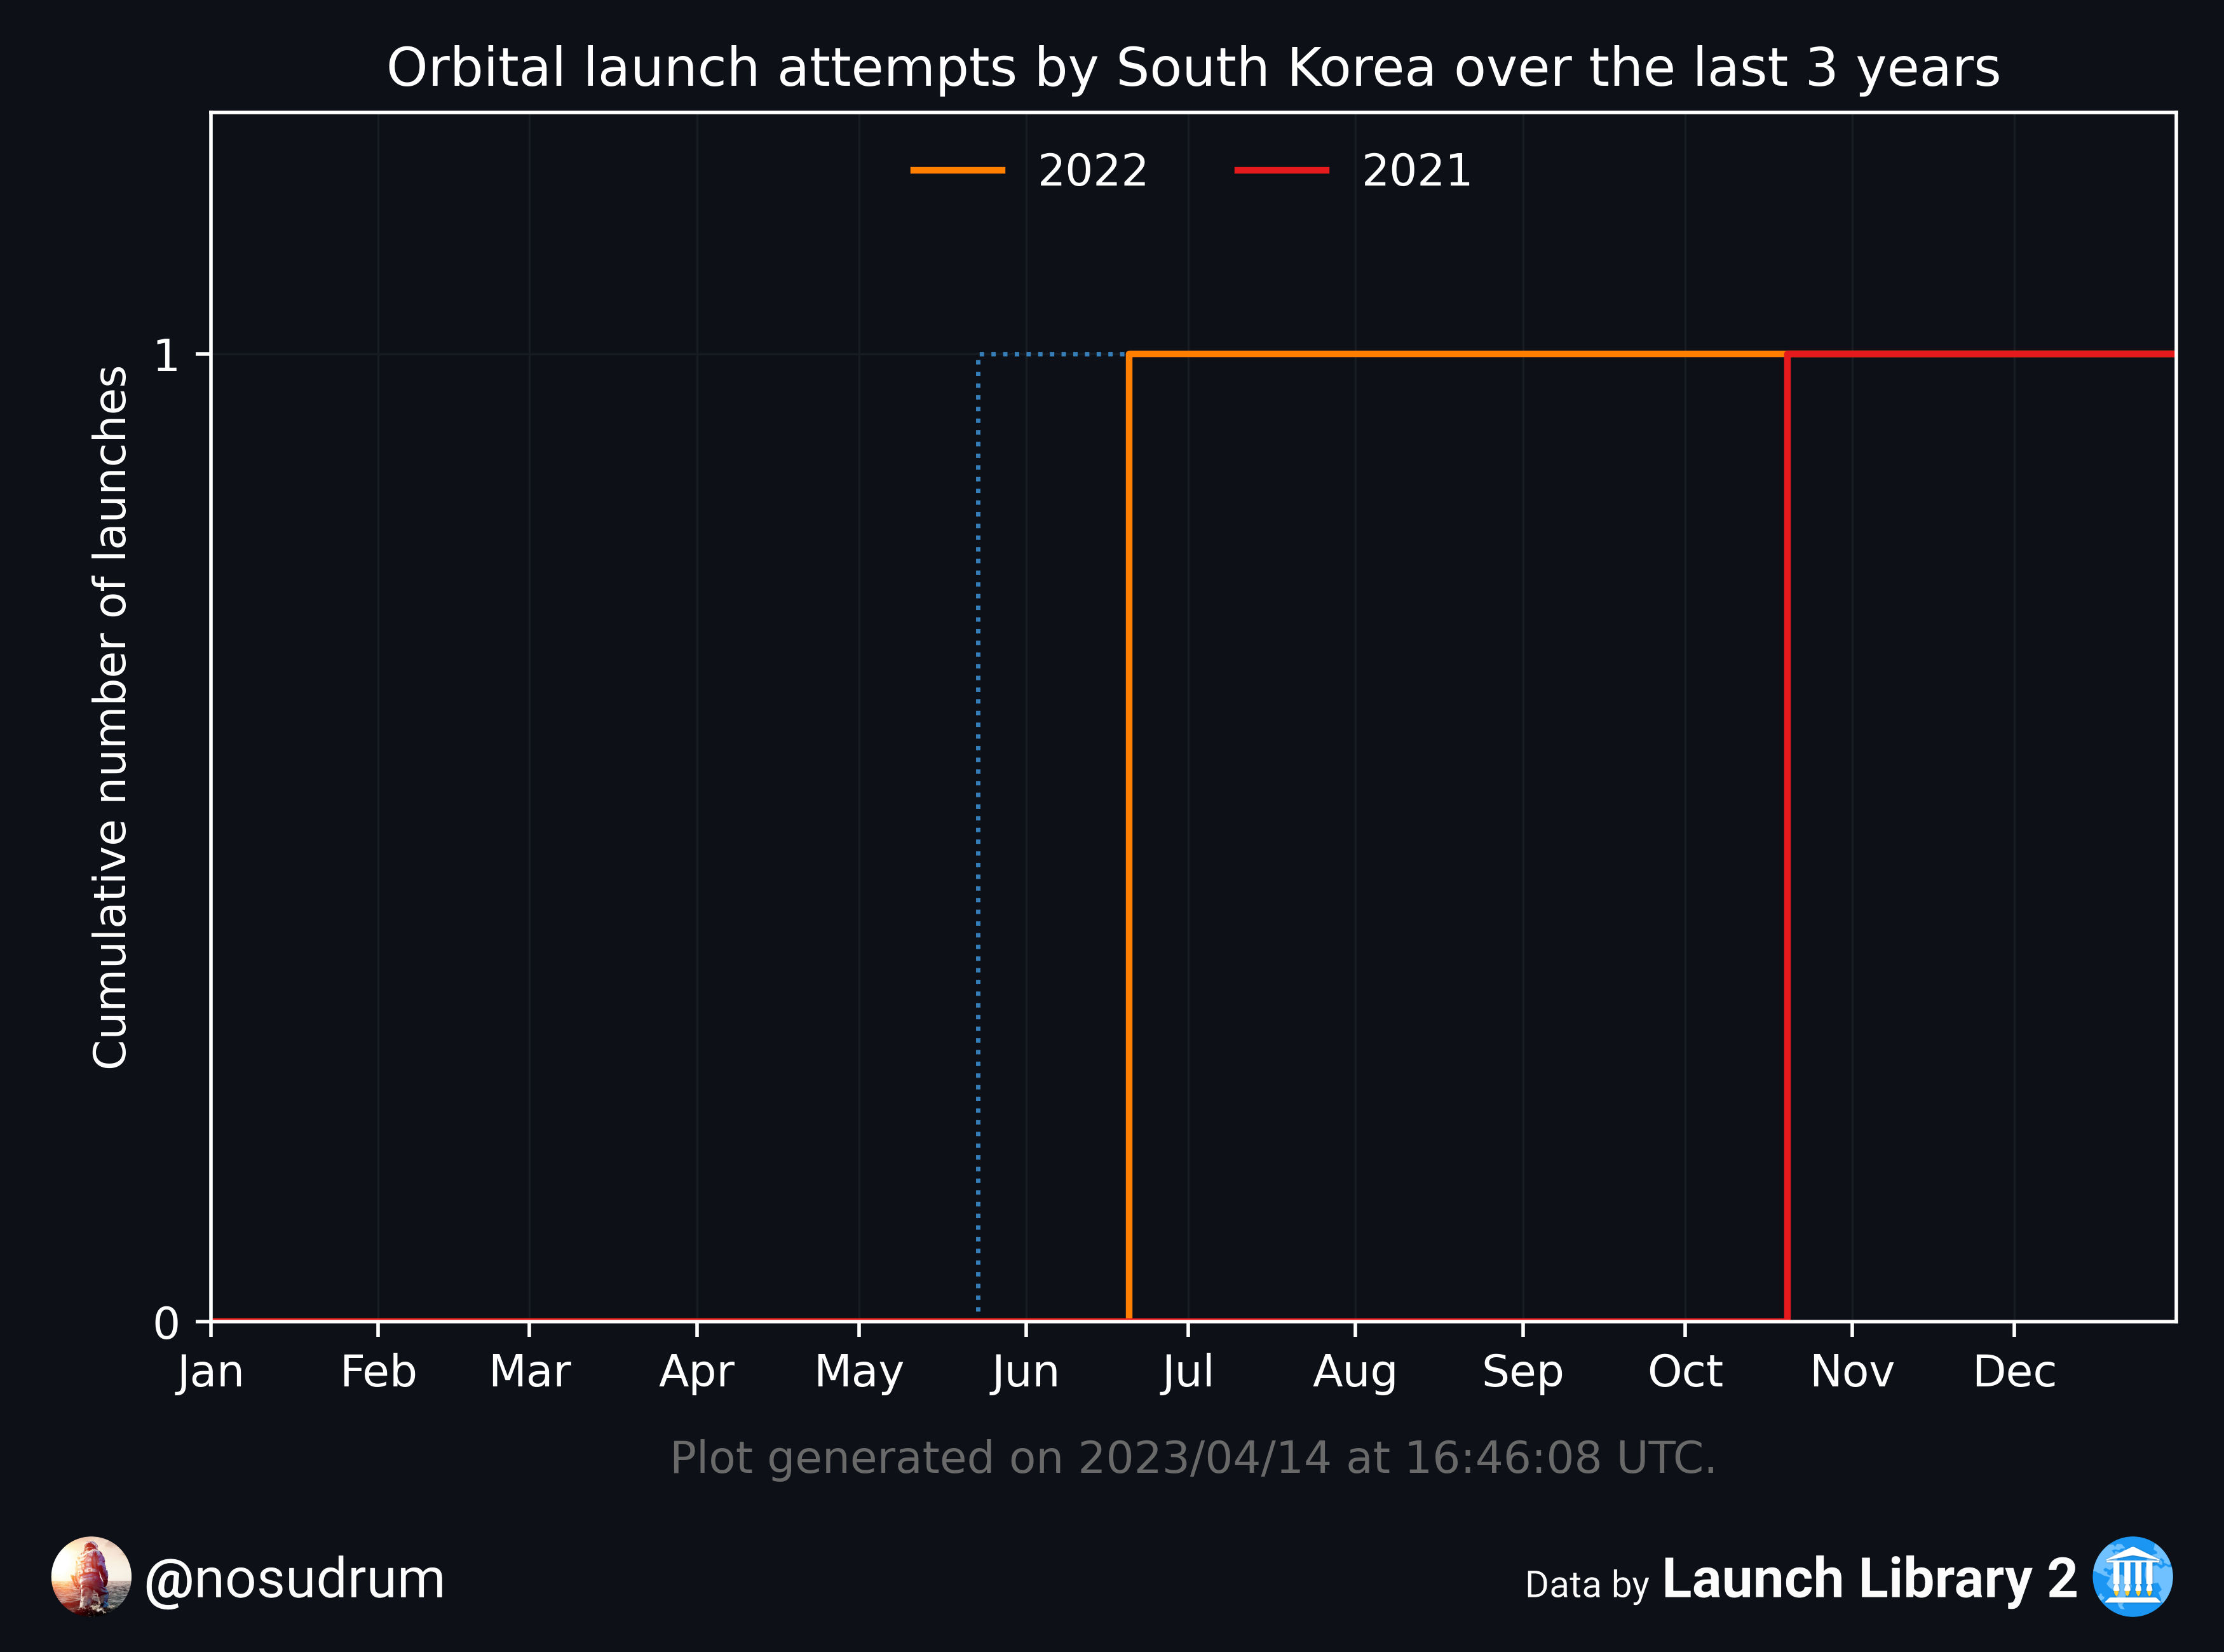 Orbital launch attempts by South Korea over the last 3 years
2022 2021
Cumulative number of launches
1
0
Jan Feb Mar Apr May Jun Jul Aug Sep Oct Nov Dec
Plot generated on 2023/04/14 at 16:46:08 UTC.
@nosudrum
Data by Launch Library 2